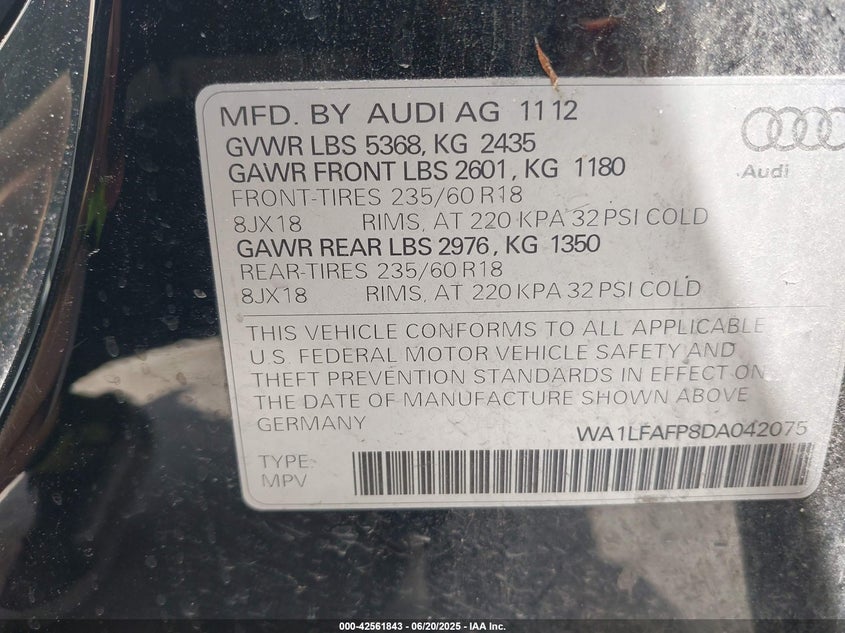 MFD. BY AUDI AG 11 12
GVWR LBS 5368, KG 2435
GAWR FRONT LBS 2601, KG 1180
FRONT-TIRES 235/60 R18
8JX18 RIMS, AT 220 KPA 32 PSI COLD
GAWR REAR LBS 2976, KG 1350
REAR-TIRES 235/60 R18
8JX18 RIMS, AT 220 KPA 32 PSI COLD
Audi
THIS VEHICLE CONFORMS TO ALL APPLICABLE
U.S. FEDERAL MOTOR VEHICLE SAFETY AND
THEFT PREVENTION STANDARDS IN EFFECT ON
THE DATE OF MANUFACTURE SHOWN ABOVE
GERMANY
WA1LFAFP8DA042075
TYPE:
MPV
000-42561843 | 06/20/2025 - IAA Inc.